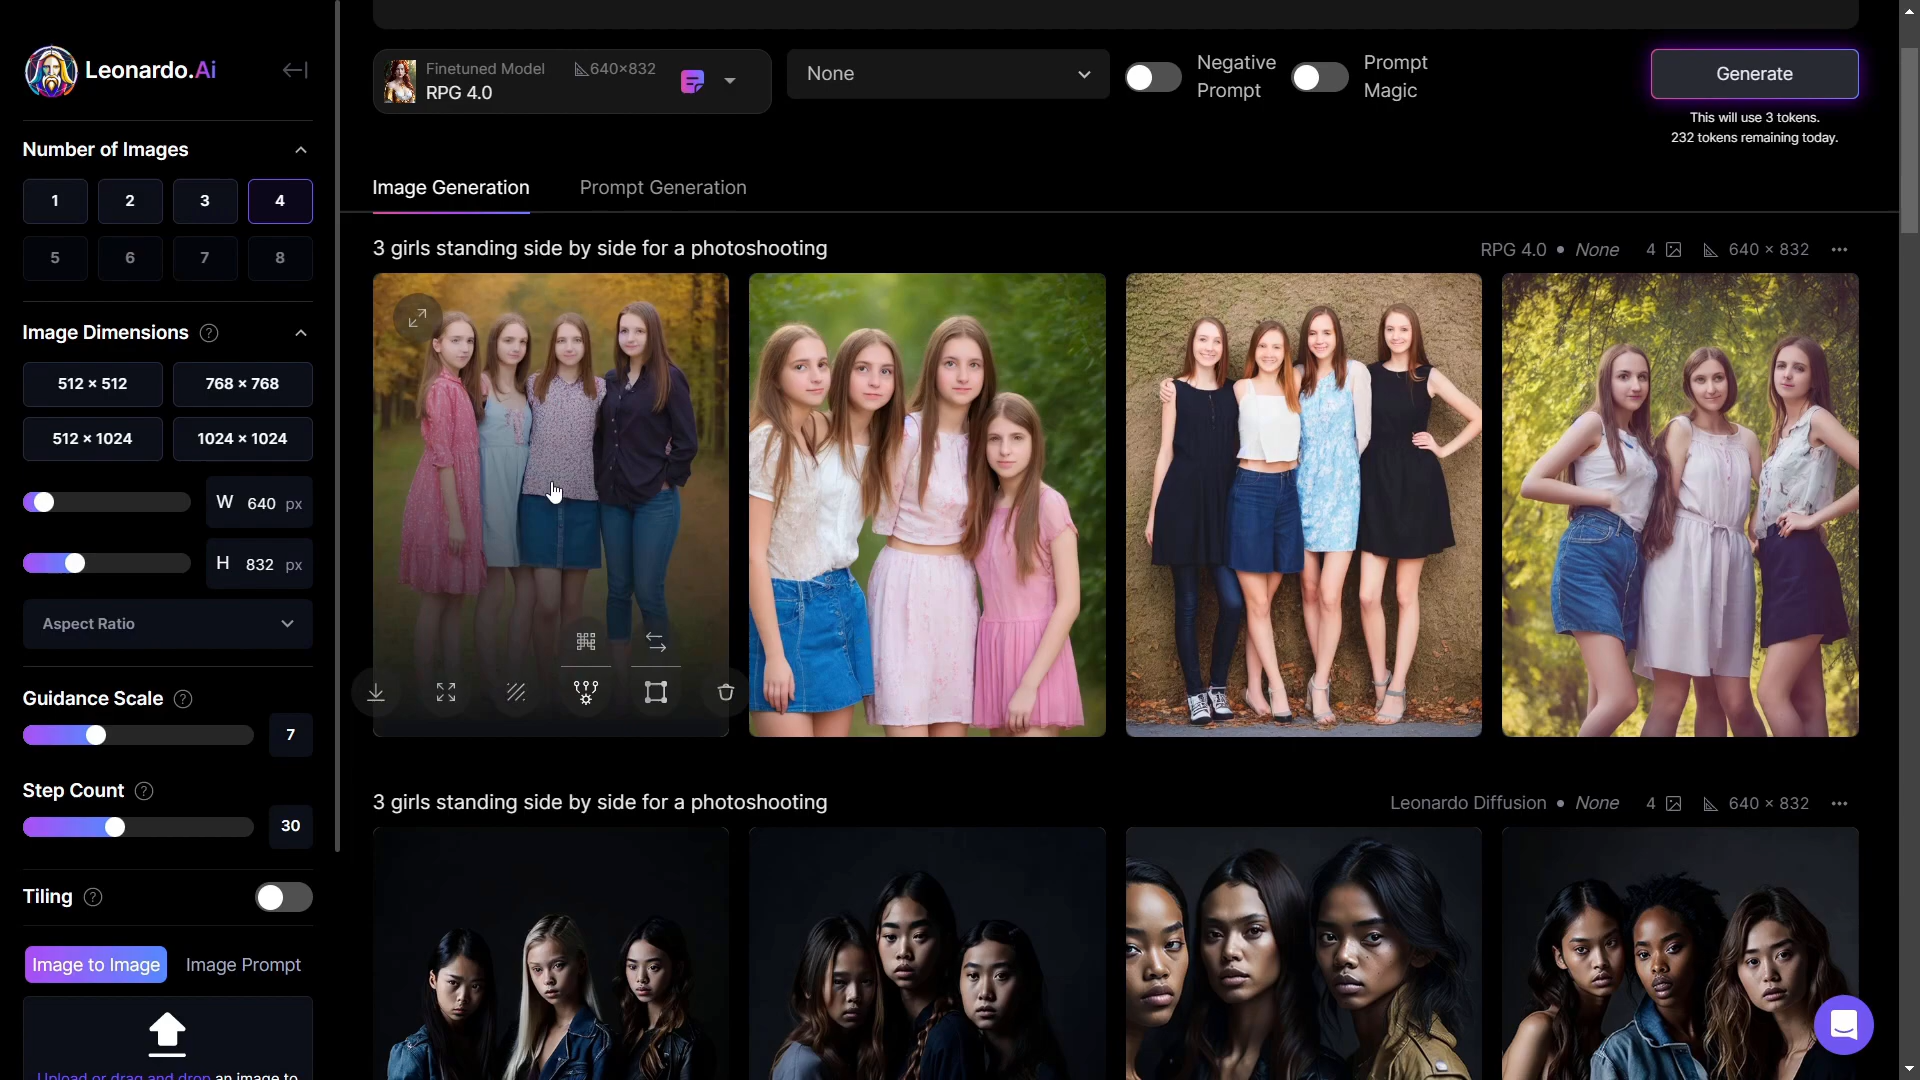 Leonardo.Ai
Number of Images
1
2
3
4
5
6
7
8
Image Dimensions
512 × 512
768 × 768
512 × 1024
1024 × 1024
W 640 px
H 832 px
Aspect Ratio
Guidance Scale
7
Step Count
30
Tiling
Image to Image
Image Prompt
Upload or drag and drop an image to
Finetuned Model
640×832
RPG 4.0
None
Negative
Prompt
Prompt
Magic
Generate
This will use 3 tokens.
232 tokens remaining today.
Image Generation
Prompt Generation
3 girls standing side by side for a photoshooting
RPG 4.0 • None 4 640 × 832
3 girls standing side by side for a photoshooting
Leonardo Diffusion • None 4 640 × 832